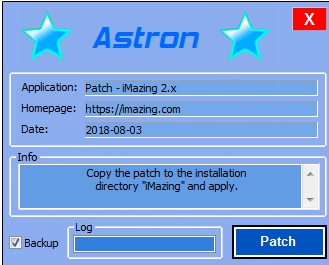 Astron
X
Application: Patch - iMazing 2.x
Homepage: https://imazing.com
Date: 2018-08-03
Info
Copy the patch to the installation
directory "iMazing" and apply.
Backup
Log
Patch